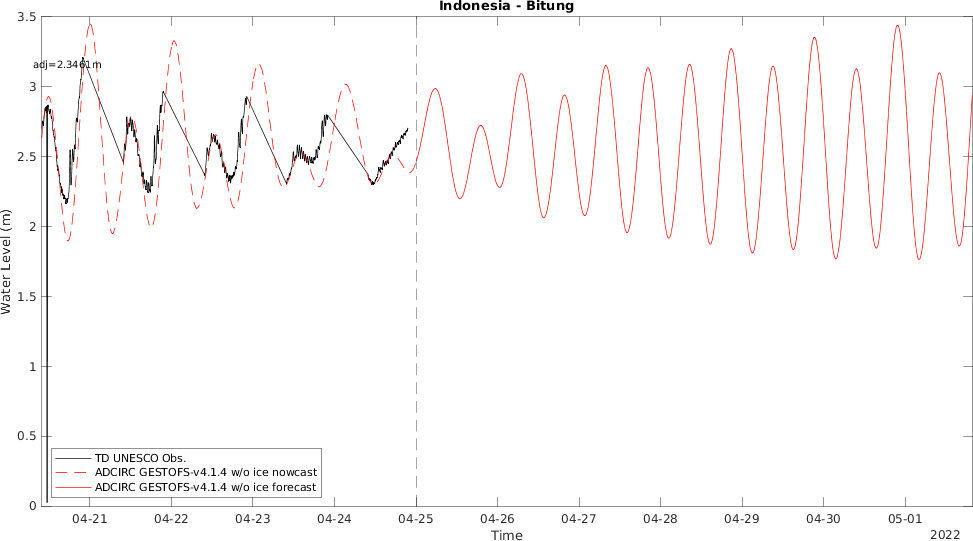 Indonesia - Bitung
3.5
3
2.5
2
1.5
1
0.5
0
Water Level (m)
adj=2.3461m
TD UNESCO Obs.
ADCIRC GESTOFS-v4.1.4 w/o ice nowcast
ADCIRC GESTOFS-v4.1.4 w/o ice forecast
04-21
04-22
04-23
04-24
04-25
04-26
04-27
04-28
04-29
04-30
05-01
Time
2022